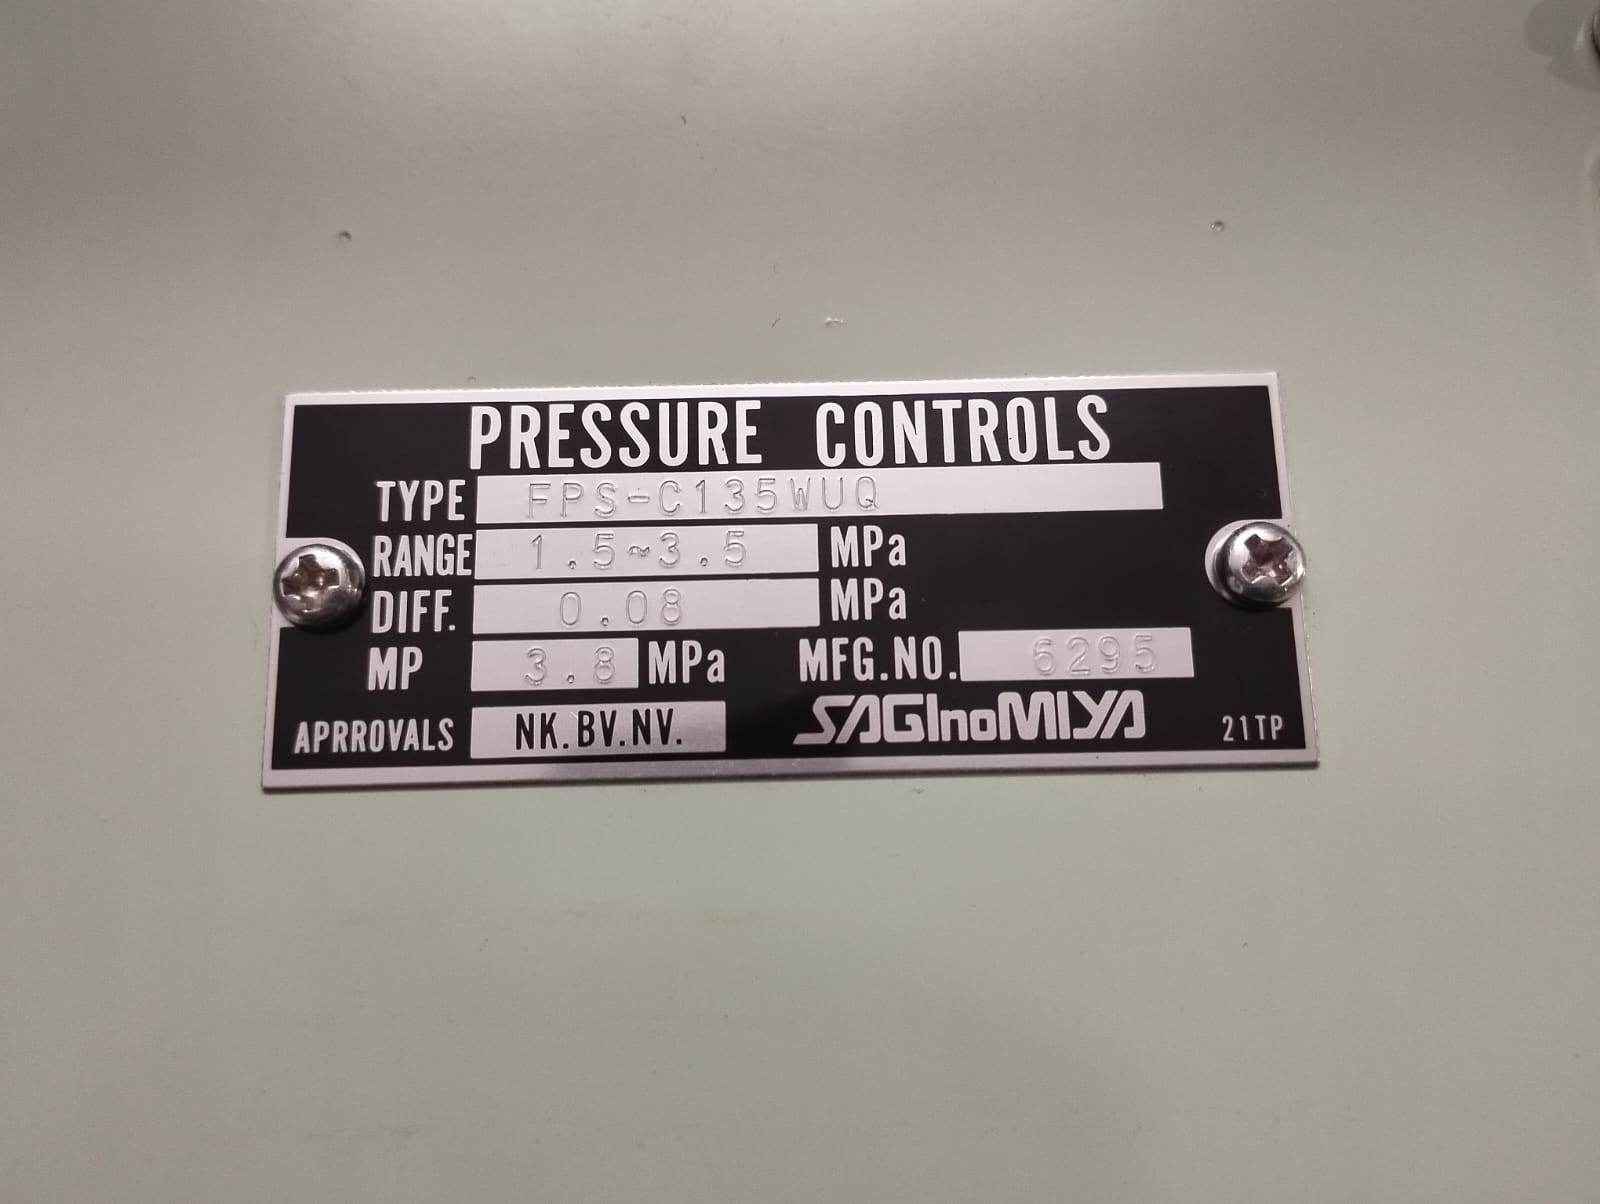 PRESSURE CONTROLS
TYPE FPS-C135WUQ
RANGE 1.5~3.5 MPa
DIFF. 0.08 MPa
MP 3.8 MPa MFG.NO. 6295
APRROVALS NK.BV.NV. SAGInoMIYA 21TP